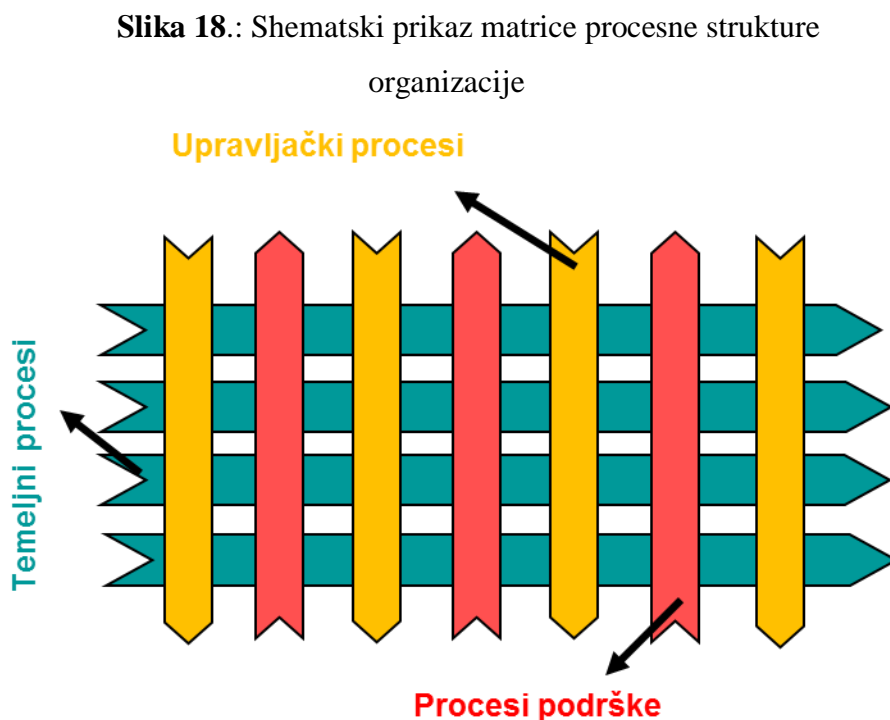 Slika 18.: Shematski prikaz matrice procesne strukture
organizacije
Upravljački procesi
Temeljni procesi
Procesi podrške